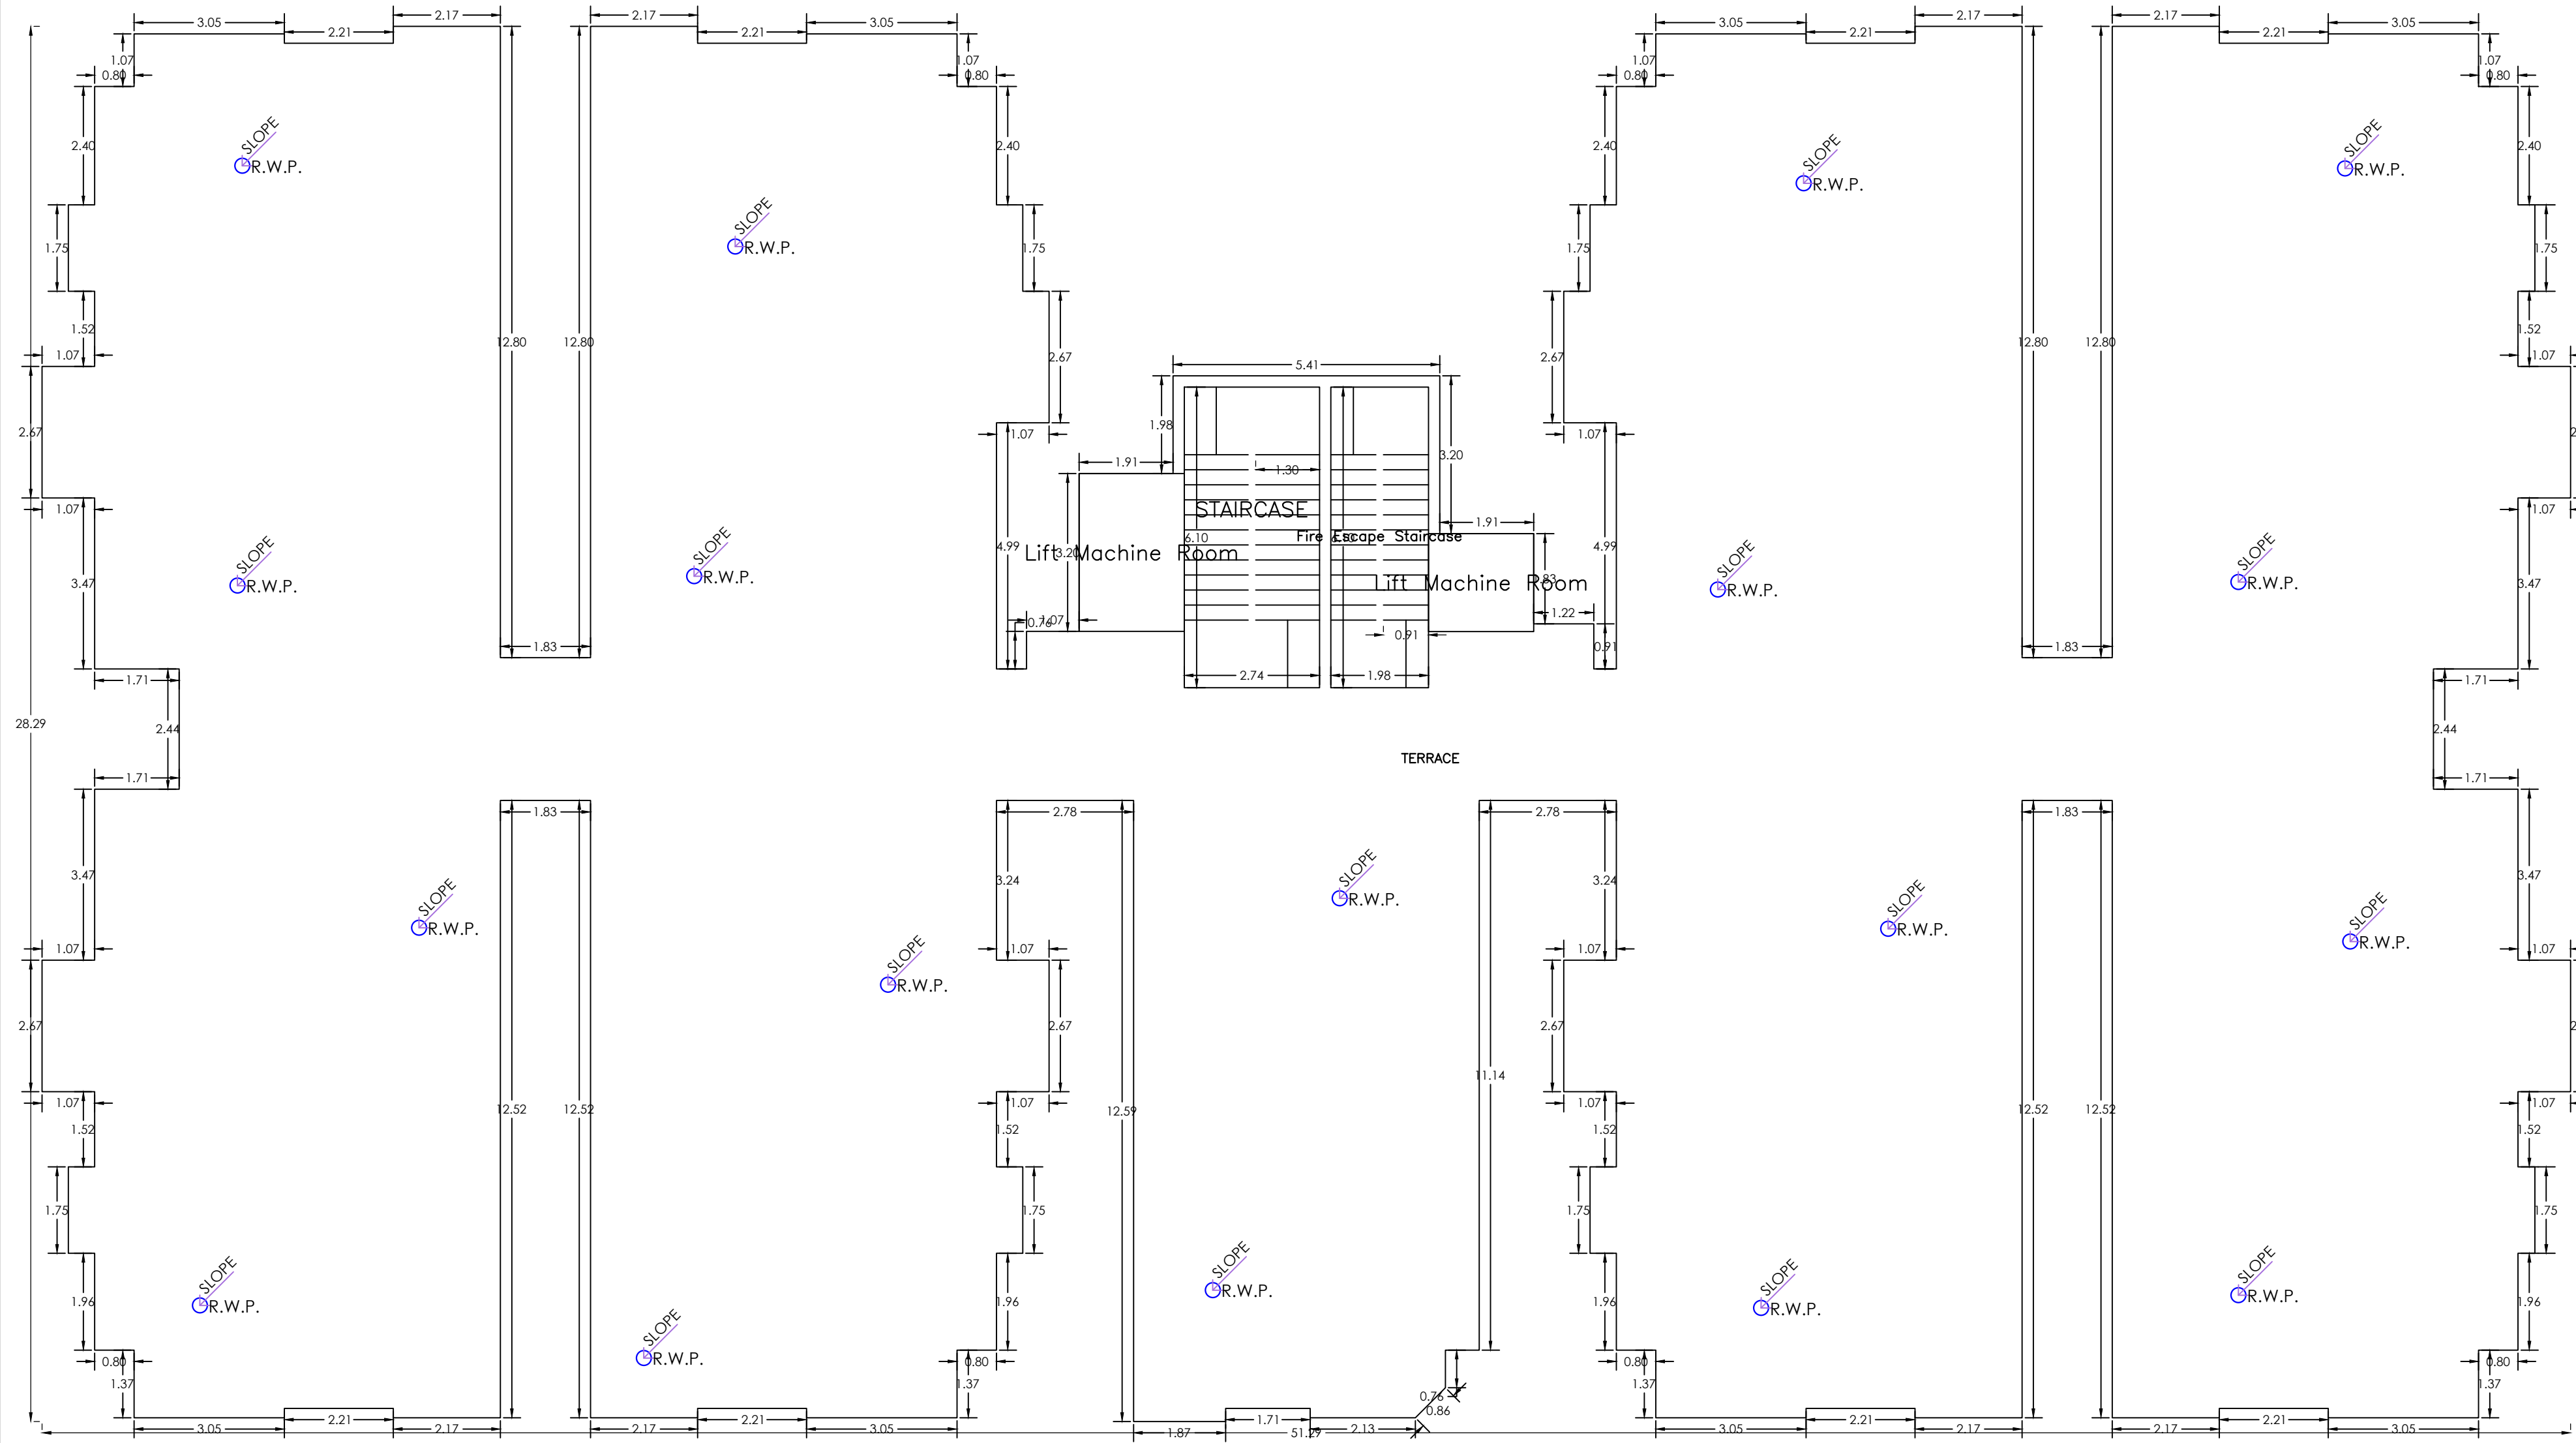 3.05 2.21 2.17 2.17 2.21 3.05 3.05 2.21 2.17 2.17 2.21 3.05
1.07 1.07 1.07 1.07
0.80 0.80 0.80 0.80
2.40 2.40 2.40 2.40
SLOPE
R.W.P.
SLOPE
R.W.P.
SLOPE
R.W.P.
SLOPE
R.W.P.
1.75 1.75 1.75 1.75
1.52 1.52
12.80 12.80 12.80 12.80
1.07 2.67 2.67 1.07
5.41
1.98
2.67 1.07 1.07
3.20
1.91 1.30
1.07 1.07
STAIRCASE
1.91
Fire Escape Staircase
6.10
4.99 3.20 4.99
Lift Machine Room
Lift Machine Room
SLOPE
R.W.P.
SLOPE
R.W.P.
SLOPE
R.W.P.
SLOPE
R.W.P.
3.47 3.47
1.22
0.76 1.07
0.91 0.91
1.83 1.83
2.74 1.98
1.71 1.71
28.29
2.44 2.44
TERRACE
1.71 1.71
1.83 2.78 2.78 1.83
3.47 3.24 3.24 3.47
SLOPE
R.W.P.
SLOPE
R.W.P.
SLOPE
R.W.P.
SLOPE
R.W.P.
SLOPE
R.W.P.
1.07 1.07 1.07 1.07
2.67 2.67 2.67
11.14
1.07 1.07 1.07 1.07
12.52 12.52 12.59 12.52 12.52
1.52 1.52 1.52 1.52
1.75 1.75 1.75 1.75
SLOPE
R.W.P.
SLOPE
R.W.P.
SLOPE
R.W.P.
SLOPE
R.W.P.
SLOPE
R.W.P.
1.96 1.96 1.96 1.96
0.80 0.80 0.80 0.80
1.37 1.37 1.37 1.37
0.76
0.86
3.05 2.21 2.17 2.17 2.21 3.05 1.87 1.71 2.13 3.05 2.21 2.17 2.17 2.21 3.05
51.29